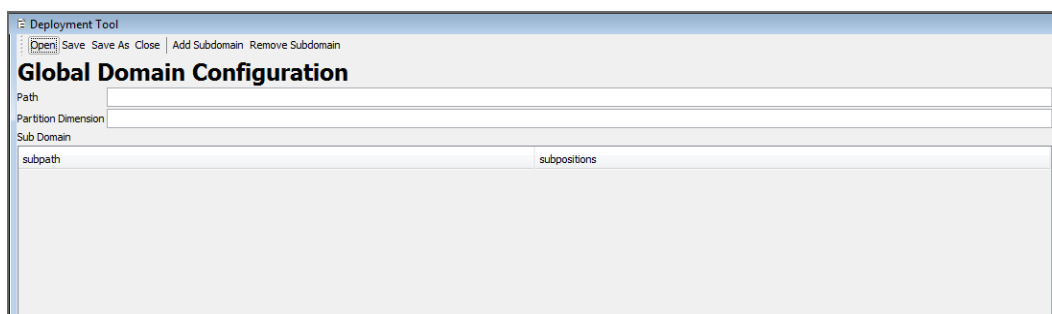 Deployment Tool
Open Save Save As Close Add Subdomain Remove Subdomain
Global Domain Configuration
Path
Partition Dimension
Sub Domain
subpath subpositions